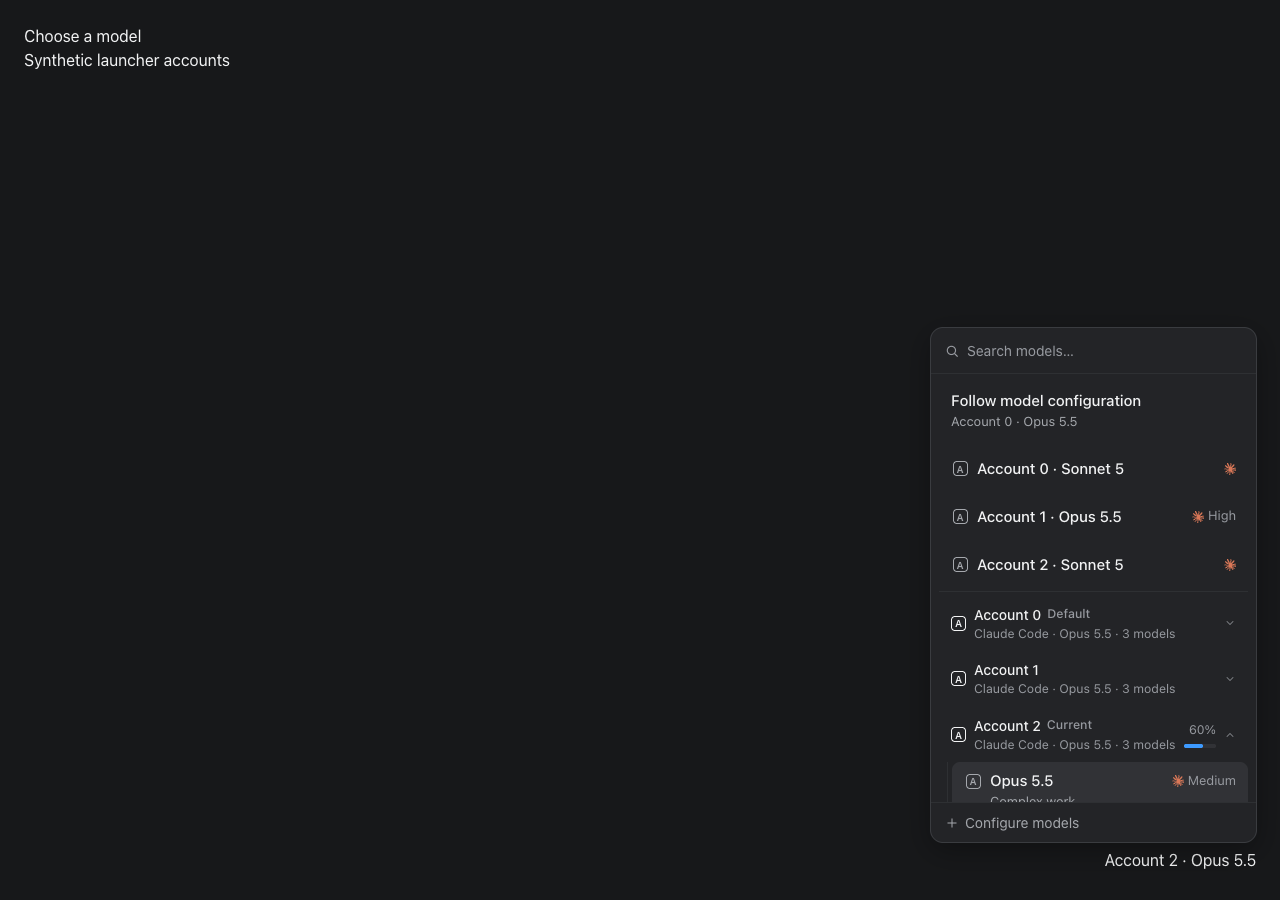 Choose a model
Synthetic launcher accounts
Search models...
Follow model configuration
Account 0 · Opus 5.5
A Account 0 · Sonnet 5
A Account 1 · Opus 5.5 High
A Account 2 · Sonnet 5
A Account 0 Default
Claude Code · Opus 5.5 · 3 models
A Account 1
Claude Code · Opus 5.5 · 3 models
A Account 2 Current 60%
Claude Code · Opus 5.5 · 3 models
A Opus 5.5 Medium
Complex work
+ Configure models
Account 2 · Opus 5.5